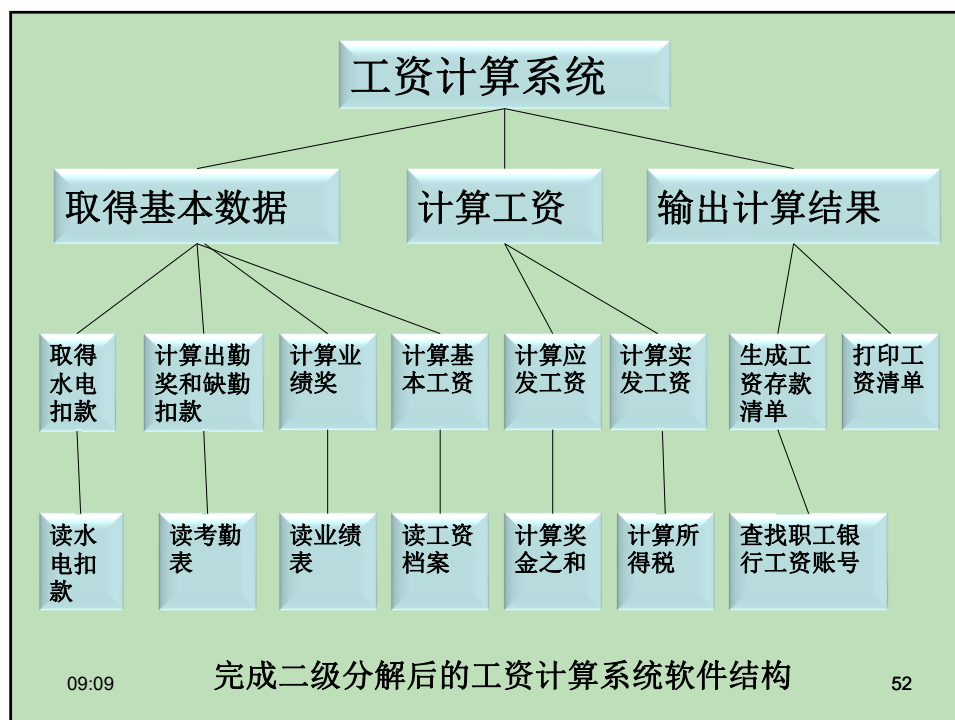 工资计算系统
取得基本数据
计算工资
输出计算结果
取得
水电
扣款
计算出勤
奖和缺勤
扣款
计算业
绩奖
计算基
本工资
计算应
发工资
计算实
发工资
生成工
资存款
清单
打印工
资清单
读水
电扣
款
读考勤
表
读业绩
表
读工资
档案
计算奖
金之和
计算所
得税
查找职工银
行工资账号
09:09
完成二级分解后的工资计算系统软件结构
52